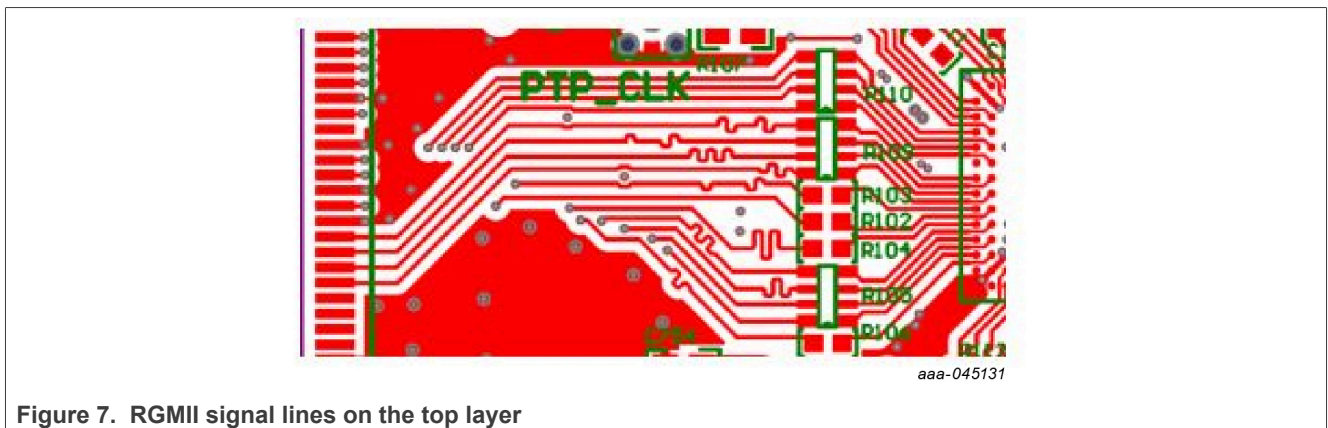 R107
PTP_CLK
R110
R109
R103
R102
R104
R105
R106
aaa-045131
Figure 7. RGMII signal lines on the top layer